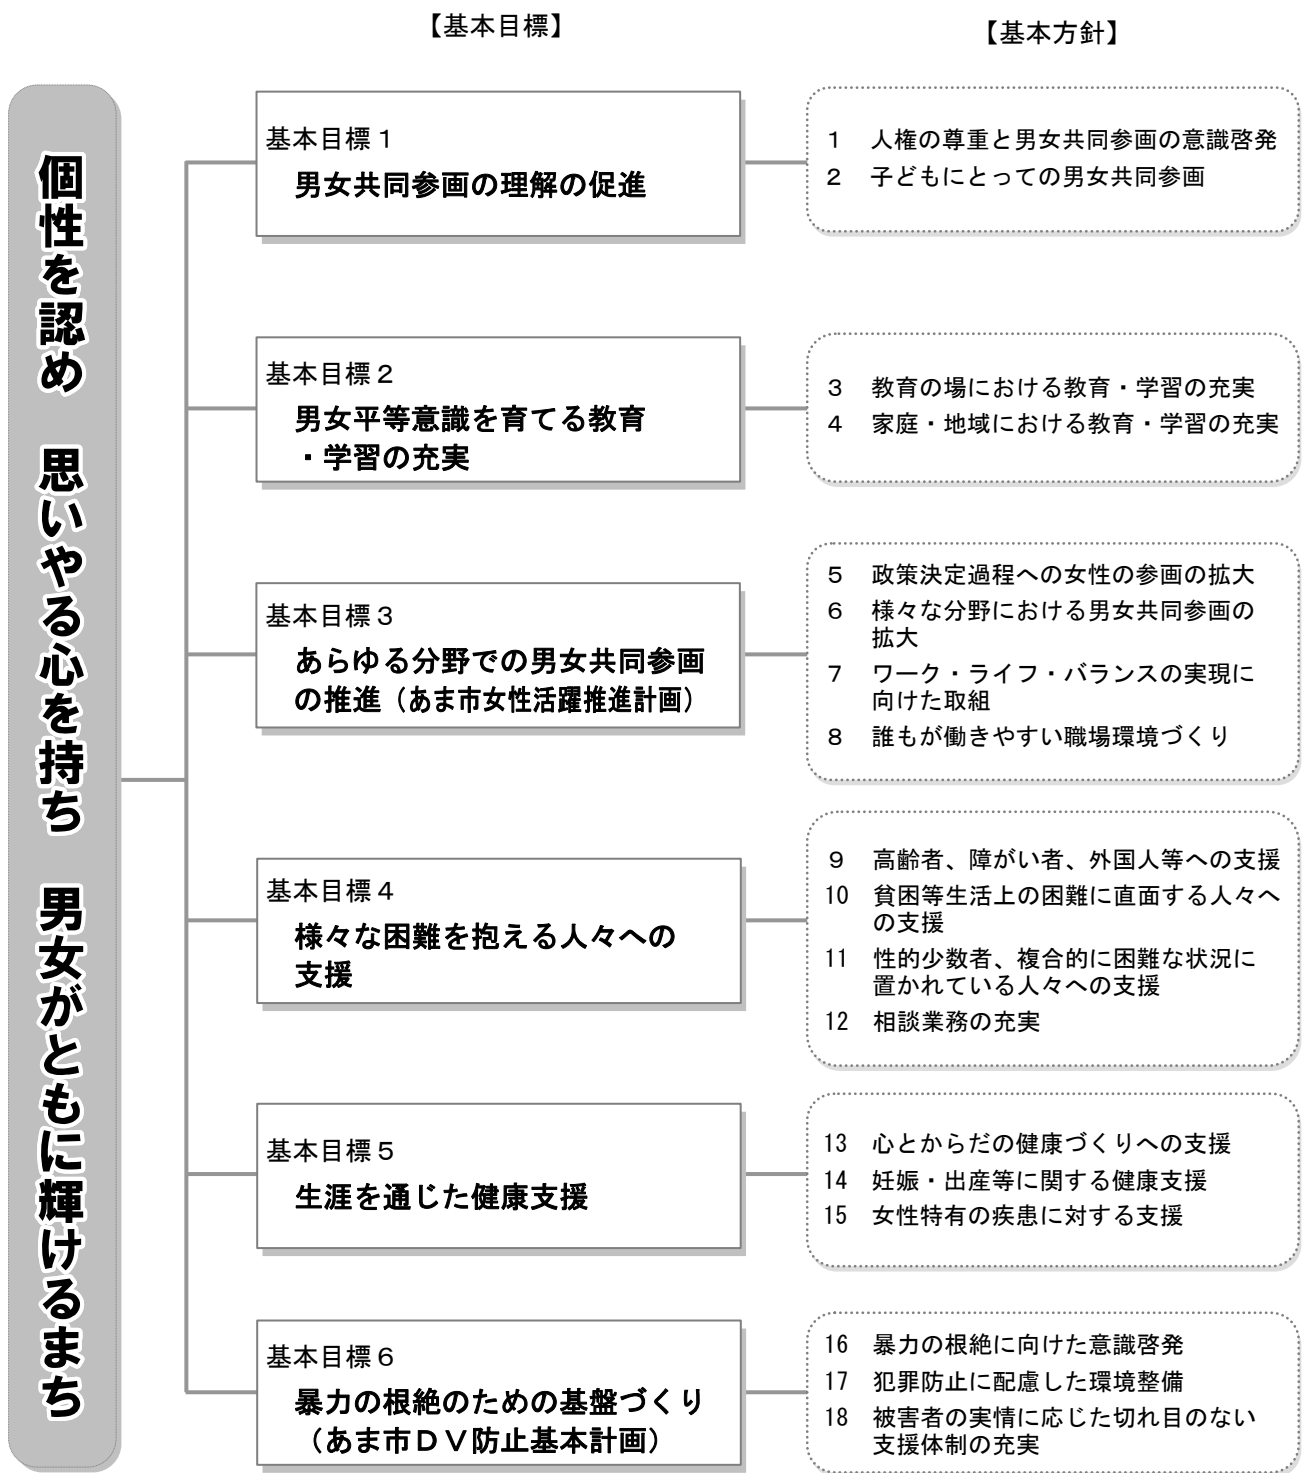 【基本目標】
【基本方針】
個性を認め　思いやる心を持ち　男女がともに輝けるまち
基本目標１
男女共同参画の理解の促進
１　人権の尊重と男女共同参画の意識啓発
２　子どもにとっての男女共同参画
基本目標２
男女平等意識を育てる教育
・学習の充実
３　教育の場における教育・学習の充実
４　家庭・地域における教育・学習の充実
基本目標３
あらゆる分野での男女共同参画
の推進（あま市女性活躍推進計画）
５　政策決定過程への女性の参画の拡大
６　様々な分野における男女共同参画の
拡大
７　ワーク・ライフ・バランスの実現に
向けた取組
８　誰もが働きやすい職場環境づくり
基本目標４
様々な困難を抱える人々への
支援
９　高齢者、障がい者、外国人等への支援
10　貧困等生活上の困難に直面する人々へ
の支援
11　性的少数者、複合的に困難な状況に
置かれている人々への支援
12　相談業務の充実
基本目標５
生涯を通じた健康支援
13　心とからだの健康づくりへの支援
14　妊娠・出産等に関する健康支援
15　女性特有の疾患に対する支援
基本目標６
暴力の根絶のための基盤づくり
（あま市ＤＶ防止基本計画）
16　暴力の根絶に向けた意識啓発
17　犯罪防止に配慮した環境整備
18　被害者の実情に応じた切れ目のない
支援体制の充実